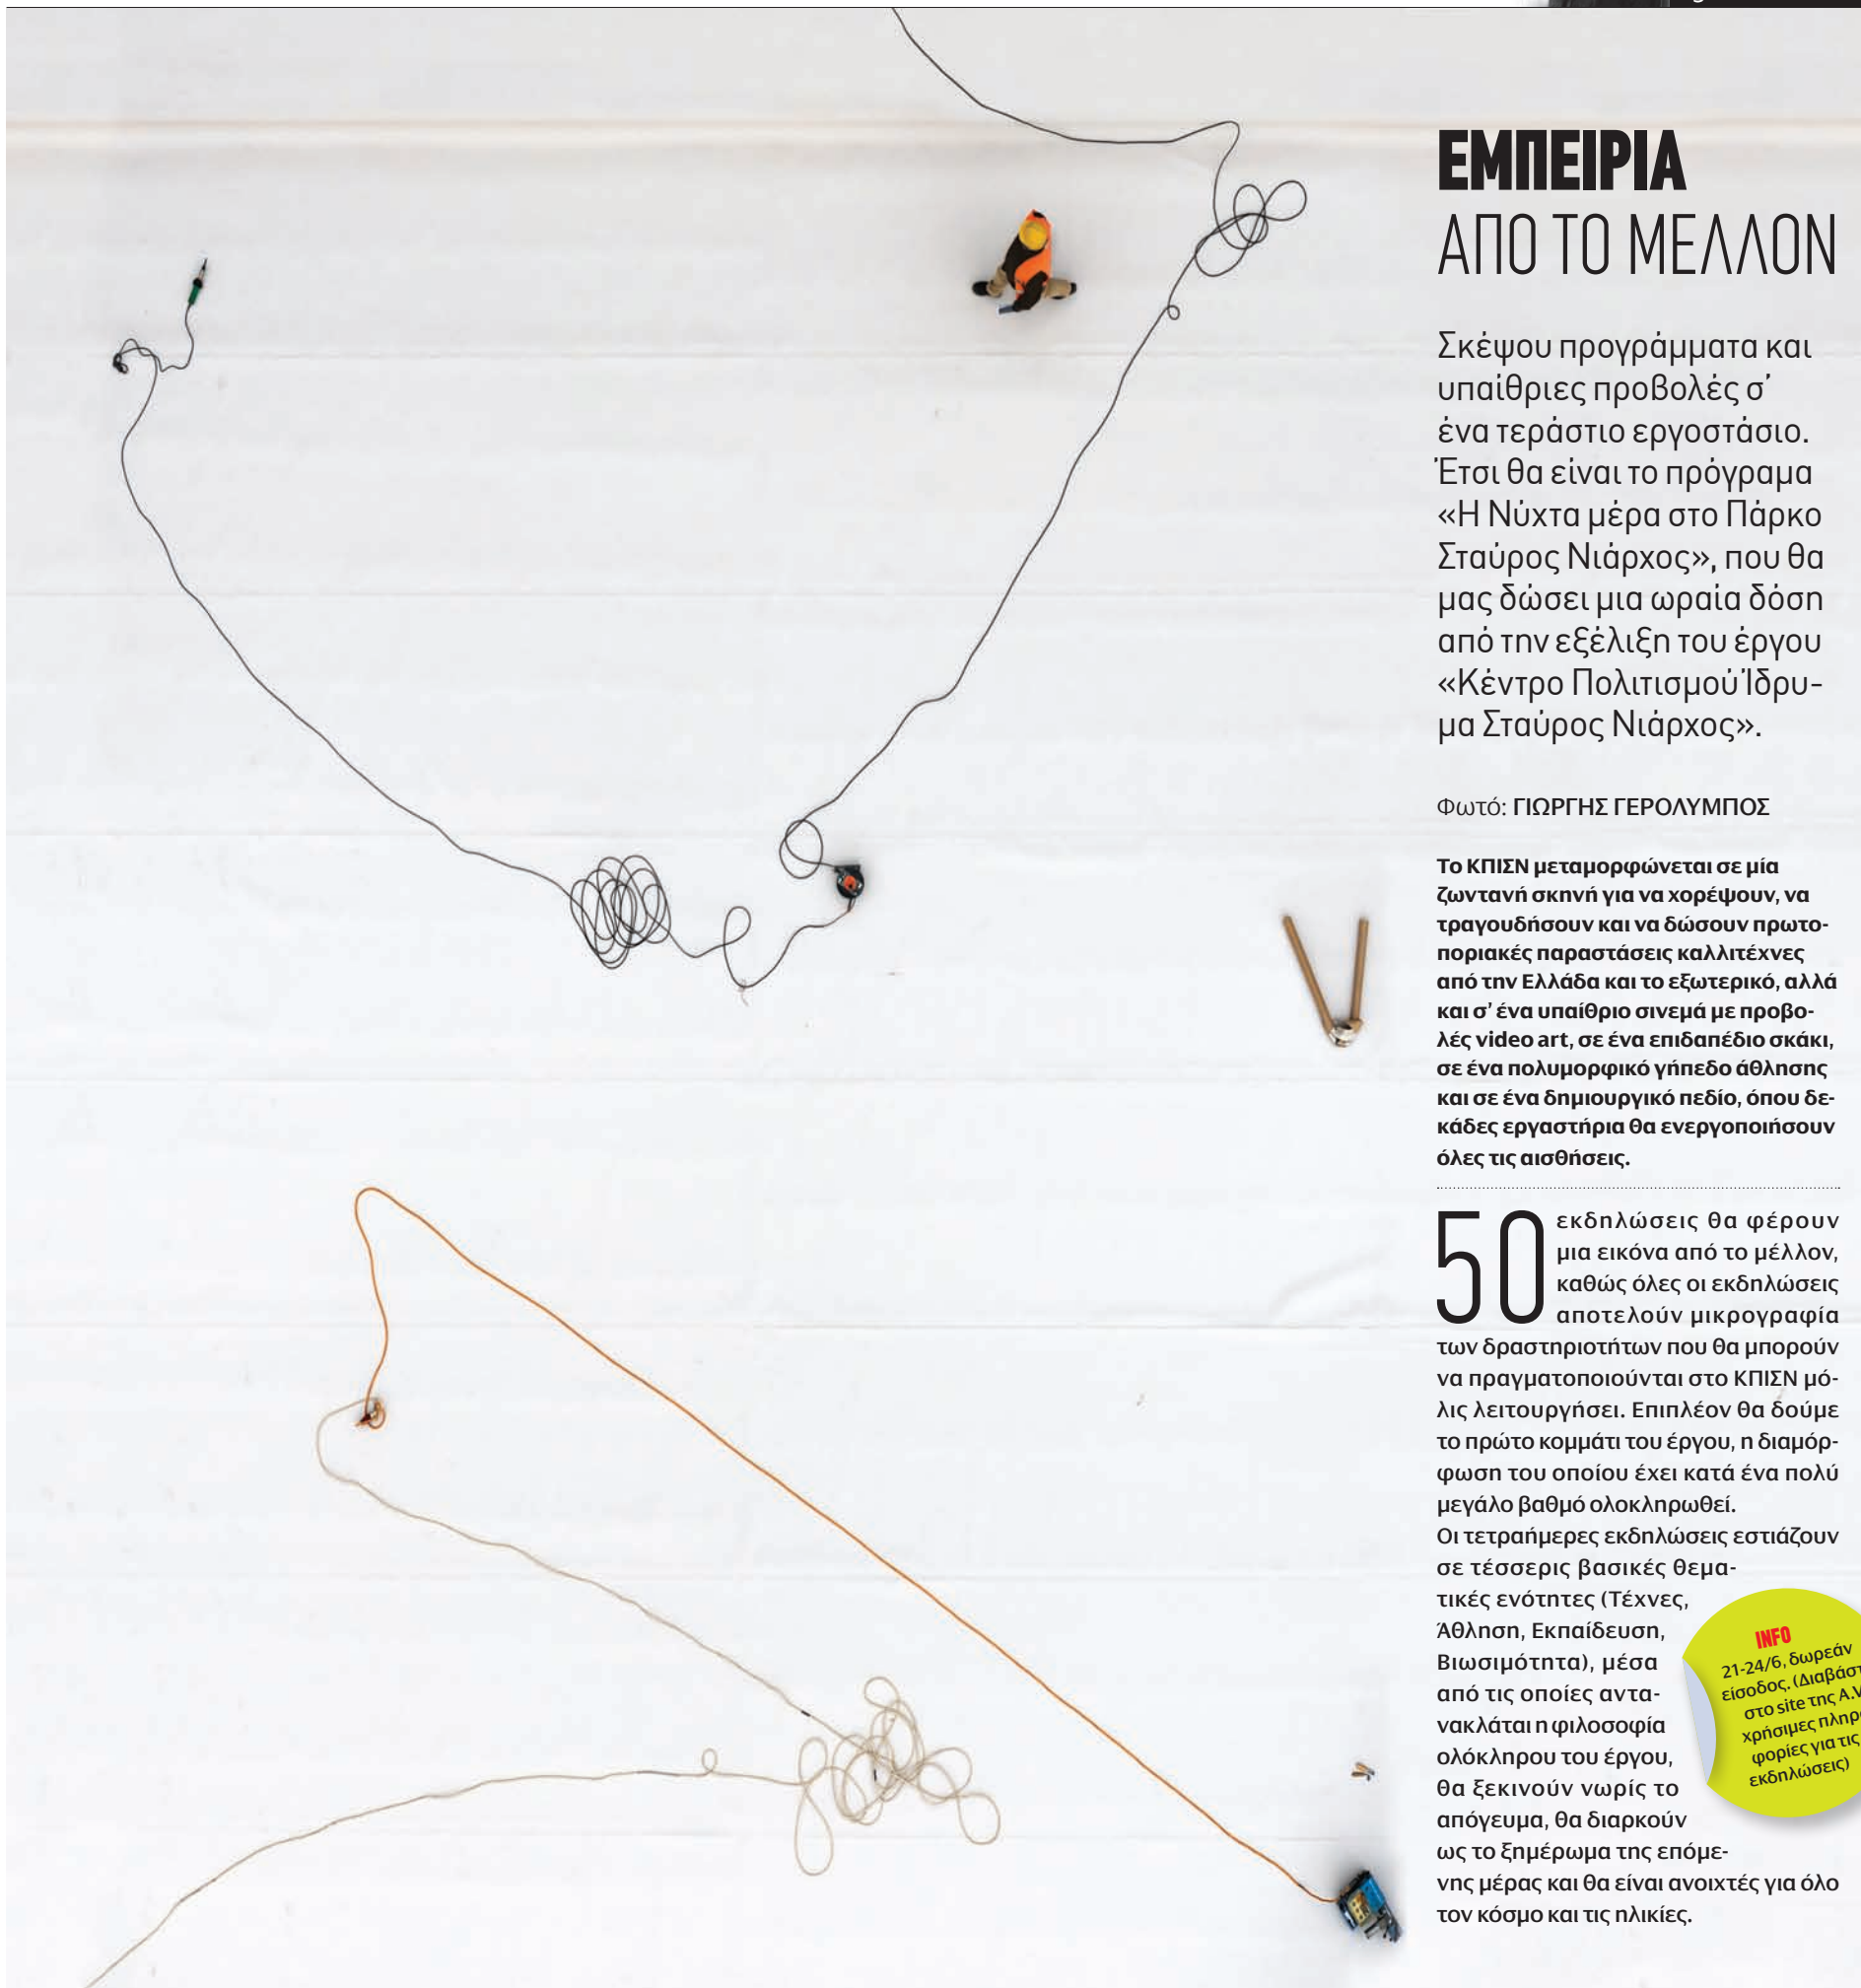 ΕΜΠΕΙΡΙΑ
ΑΠΟ ΤΟ ΜΕΛΛΟΝ
Σκέψου προγράμματα και
υπαίθριες προβολές σ’
ένα τεράστιο εργοστάσιο.
Έτσι θα είναι το πρόγραμα
«Η Νύχτα μέρα στο Πάρκο
Σταύρος Νιάρχος», που θα
μας δώσει μια ωραία δόση
από την εξέλιξη του έργου
«Κέντρο Πολιτισμού Ίδρυ-
μα Σταύρος Νιάρχος».
Φωτό: ΓΙΩΡΓΗΣ ΓΕΡΟΛΥΜΠΟΣ
Το ΚΠΙΣΝ μεταμορφώνεται σε μία
ζωντανή σκηνή για να χορέψουν, να
τραγουδήσουν και να δώσουν πρωτο-
ποριακές παραστάσεις καλλιτέχνες
από την Ελλάδα και το εξωτερικό, αλλά
και σ’ ένα υπαίθριο σινεμά με προβο-
λές video art, σε ένα επιδαπέδιο σκάκι,
σε ένα πολυμορφικό γήπεδο άθλησης
και σε ένα δημιουργικό πεδίο, όπου δε-
κάδες εργαστήρια θα ενεργοποιήσουν
όλες τις αισθήσεις.
50 εκδηλώσεις θα φέρουν
μια εικόνα από το μέλλον,
καθώς όλες οι εκδηλώσεις
αποτελούν μικρογραφία
των δραστηριοτήτων που θα μπορούν
να πραγματοποιούνται στο ΚΠΙΣΝ μό-
λις λειτουργήσει. Επιπλέον θα δούμε
το πρώτο κομμάτι του έργου, η διαμόρ-
φωση του οποίου έχει κατά ένα πολύ
μεγάλο βαθμό ολοκληρωθεί.
Οι τετραήμερες εκδηλώσεις εστιάζουν
σε τέσσερις βασικές θεμα-
τικές ενότητες (Τέχνες,
Άθληση, Εκπαίδευση,
Βιωσιμότητα), μέσα
από τις οποίες αντα-
νακλάται η φιλοσοφία
ολόκληρου του έργου,
θα ξεκινούν νωρίς το
απόγευμα, θα διαρκούν
ως το ξημέρωμα της επόμε-
νης μέρας και θα είναι ανοιχτές για όλο
τον κόσμο και τις ηλικίες.
INFO
21-24/6, δωρεάν
είσοδος. (Διαβάστ
στο site της A.V
χρήσιμες πληρο
φορίες για τις
εκδηλώσεις)